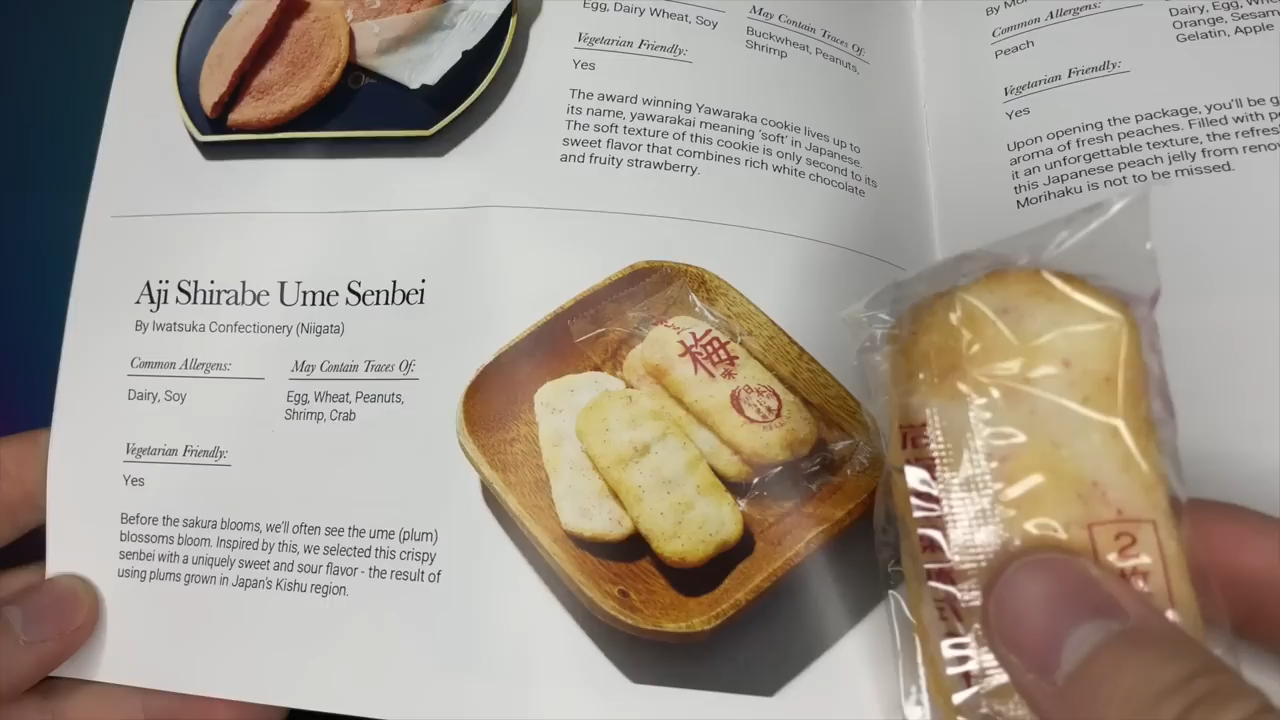 Egg, Dairy Wheat, Soy
May Contain Traces Of:
Buckwheat, Peanuts,
Shrimp
Vegetarian Friendly:
Yes
The award winning Yawaraka cookie lives up to
its name, yawarakai meaning 'soft' in Japanese.
The soft texture of this cookie is only second to its
sweet flavor that combines rich white chocolate
and fruity strawberry.
Aji Shirabe Ume Senbei
By Iwatsuka Confectionery (Niigata)
Common Allergens:
Dairy, Soy
May Contain Traces Of:
Egg, Wheat, Peanuts,
Shrimp, Crab
Vegetarian Friendly:
Yes
Before the sakura blooms, we'll often see the ume (plum)
blossoms bloom. Inspired by this, we selected this crispy
senbei with a uniquely sweet and sour flavor - the result of
using plums grown in Japan's Kishu region.
梅
味
By
Common Allergens:
Peach
Dairy, Egg,
Orange,
Gelatin, Apple
Vegetarian Friendly:
Yes
Upon opening the package, you'll be
aroma of fresh peaches. Filled with
it an unforgettable texture, the
this Japanese peach jelly from
Morihaku is not to be missed.